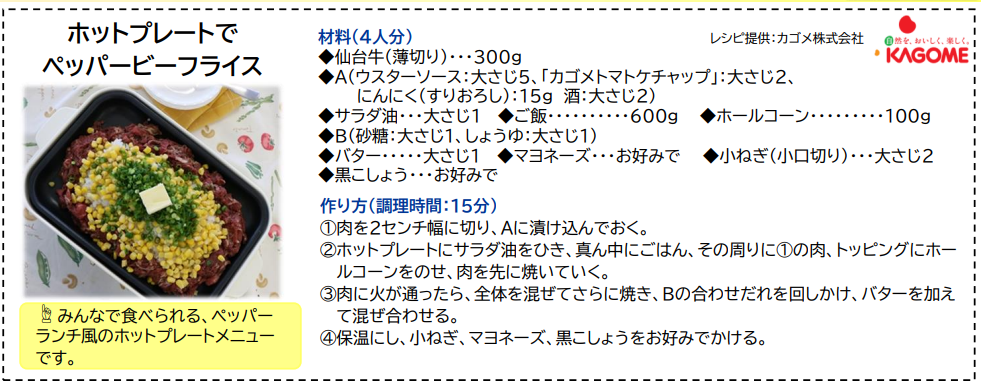 ホットプレートで
ペッパービーフライス
☝みんなで食べられる、ペッパー
ランチ風のホットプレートメニュー
です。
材料（4人分）
レシピ提供：カゴメ株式会社
自然を、おいしく、楽しく。
KAGOME
◆仙台牛（薄切り）・・・300g
◆A（ウスターソース：大さじ5、「カゴメトマトケチャップ」：大さじ2、
にんにく（すりおろし）：15g 酒：大さじ2）
◆サラダ油・・・大さじ1 ◆ご飯・・・・・・・・・・600g ◆ホールコーン・・・・・・・・・100g
◆B（砂糖：大さじ1、しょうゆ：大さじ1）
◆バター・・・・・大さじ1 ◆マヨネーズ・・・お好みで ◆小ねぎ（小口切り）・・・大さじ2
◆黒こしょう・・・お好みで
作り方（調理時間：15分）
①肉を2センチ幅に切り、Aに漬け込んでおく。
②ホットプレートにサラダ油をひき、真ん中にごはん、その周りに①の肉、トッピングにホー
ルコーンをのせ、肉を先に焼いていく。
③肉に火が通ったら、全体を混ぜてさらに焼き、Bの合わせだれを回しかけ、バターを加え
て混ぜ合わせる。
④保温にし、小ねぎ、マヨネーズ、黒こしょうをお好みでかける。